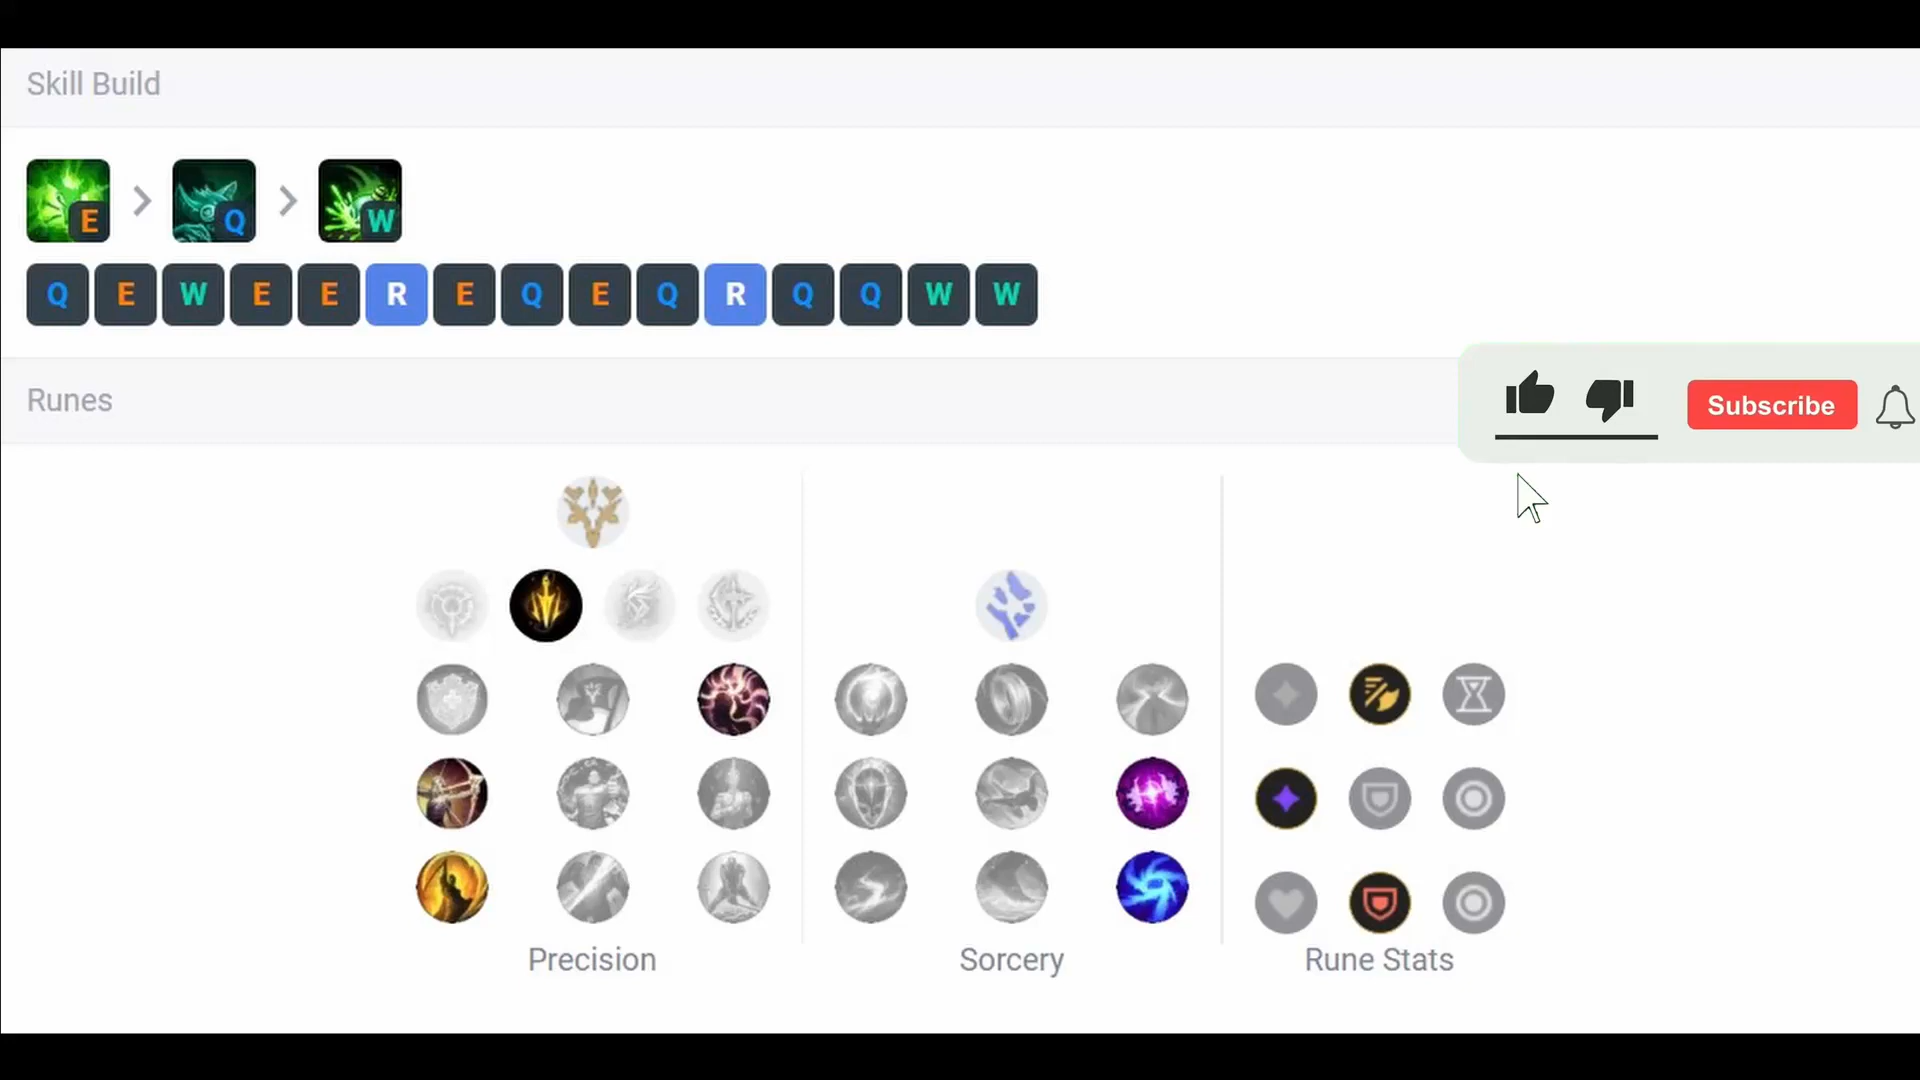 Skill Build
E Q W
Q E W E E R E Q E Q R Q Q W W
Runes
Subscribe
Precision Sorcery Rune Stats